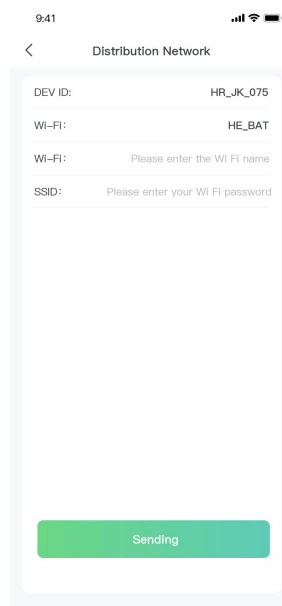 9:41
Distribution Network
DEV ID: HR_JK_075
Wi-Fi: HE_BAT
Wi-Fi: Please enter the Wi Fi name
SSID: Please enter your Wi Fi password
Sending